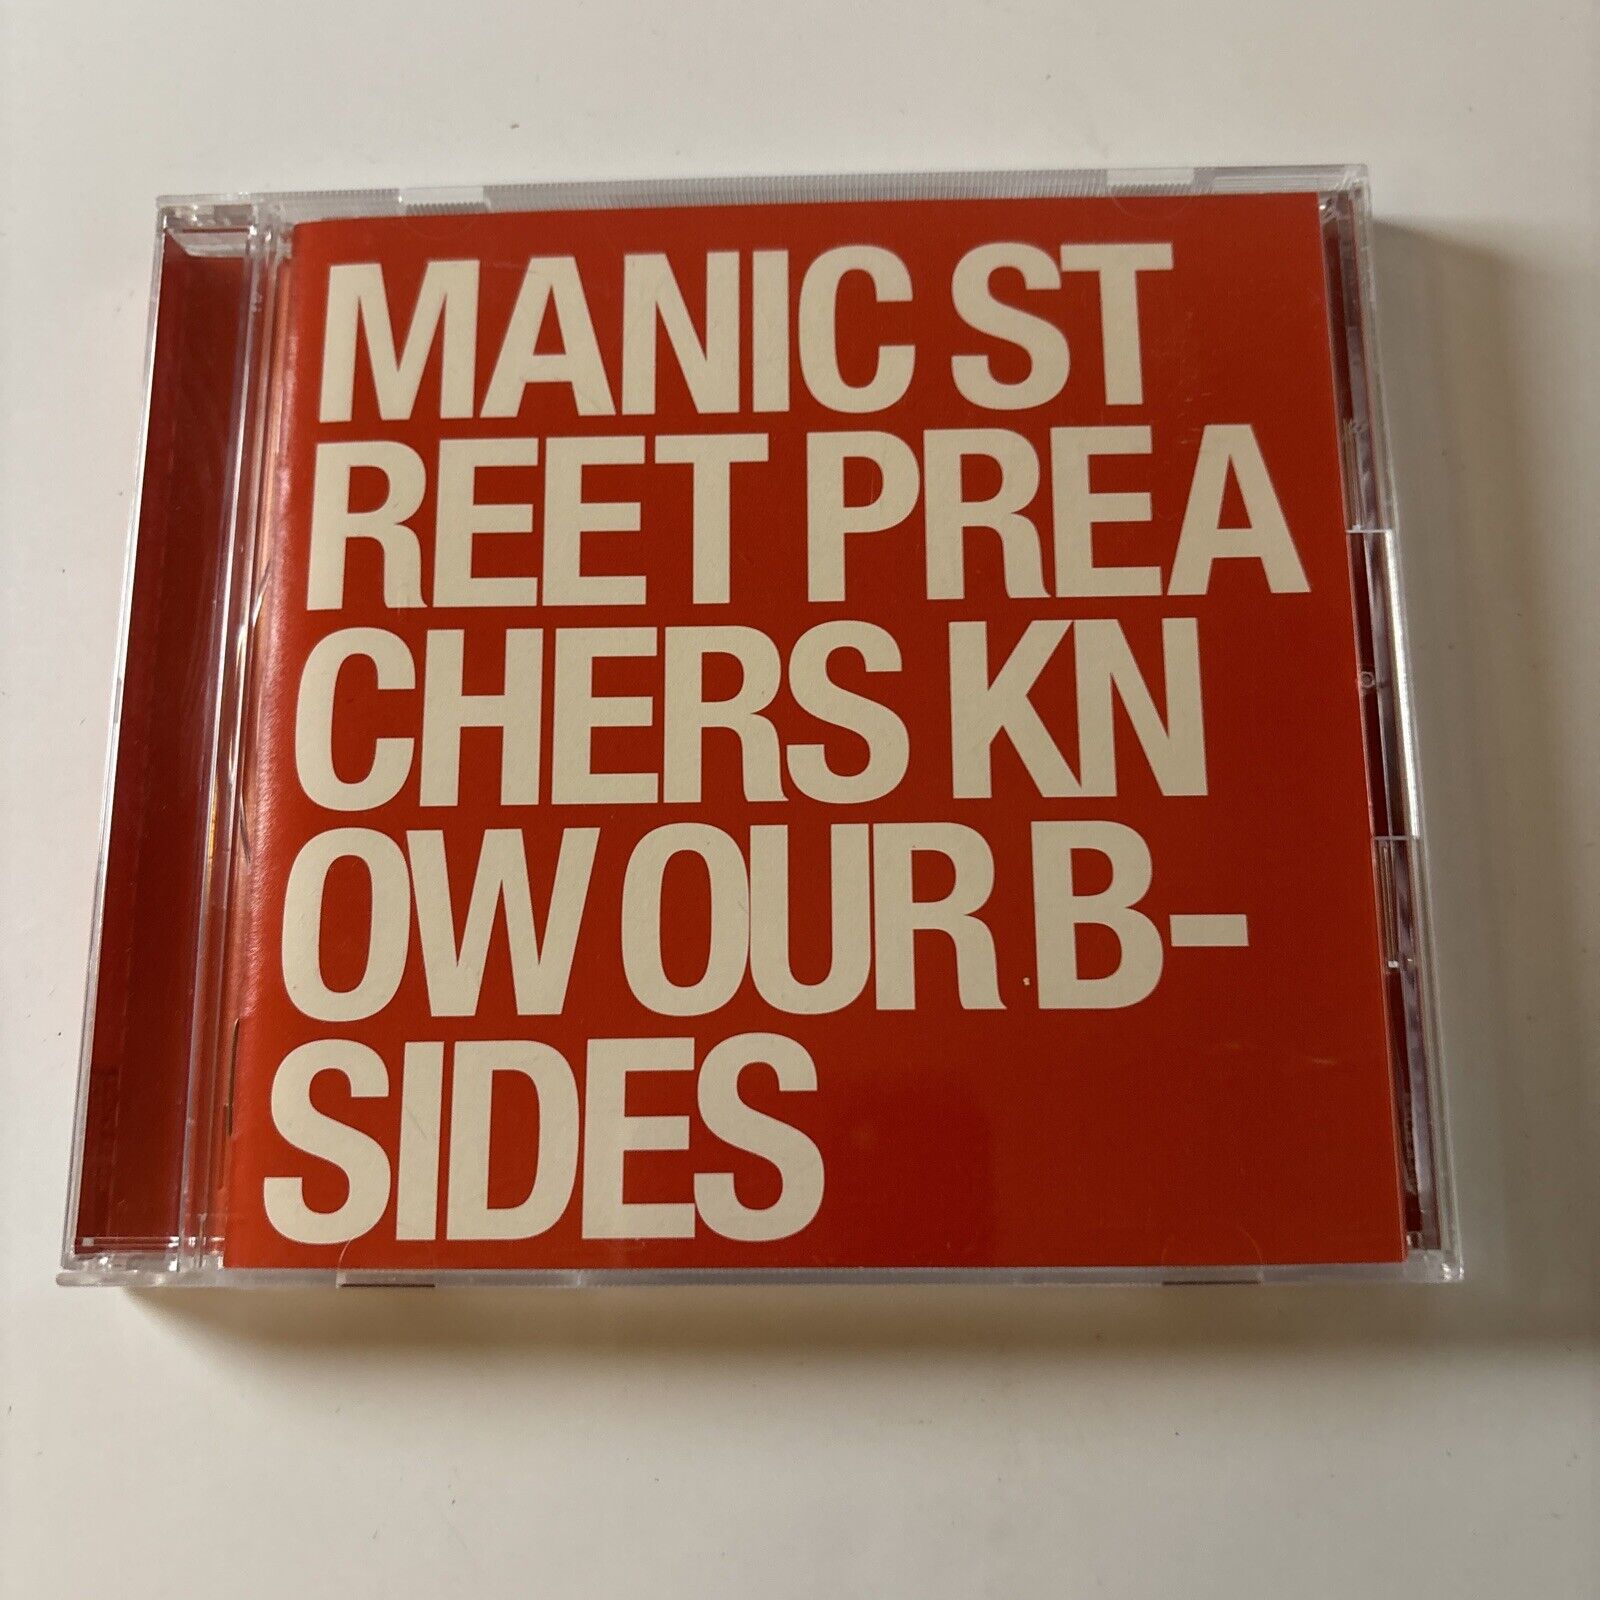 MANIC ST
REET PREA
CHERS KN
OW OUR B-
SIDES